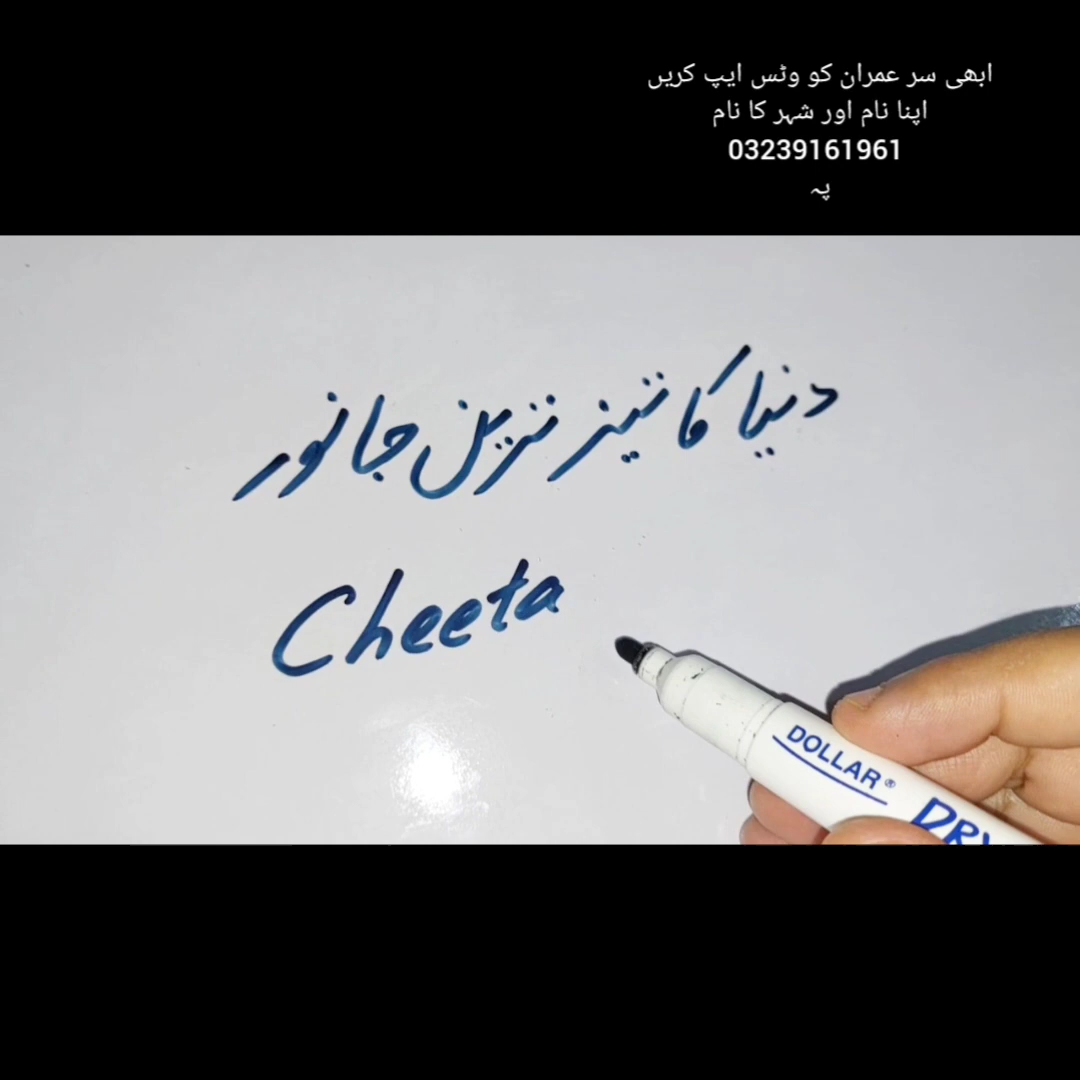 ابھی سر عمران کو وٹس ایپ کریں
اپنا نام اور شہر کا نام
03239161961
پہ
دنیا کا تیز ترین جانور
Cheeta
DOLLAR®
DRY